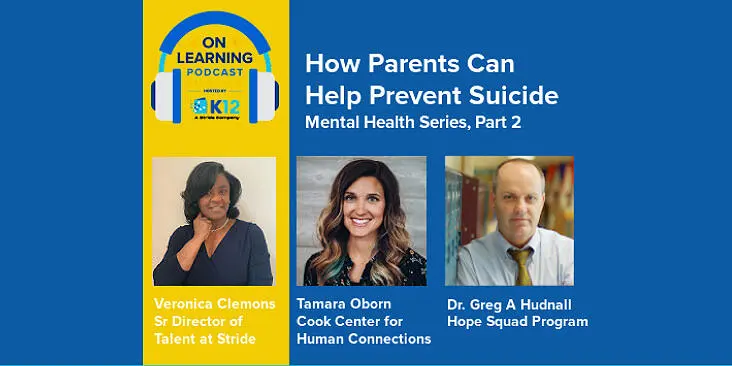 ON
LEARNING
PODCAST
HOSTED BY
K12
A Stride Company
How Parents Can
Help Prevent Suicide
Mental Health Series, Part 2
Veronica Clemons
Sr Director of
Talent at Stride
Tamara Oborn
Cook Center for
Human Connections
Dr. Greg A Hudnall
Hope Squad Program